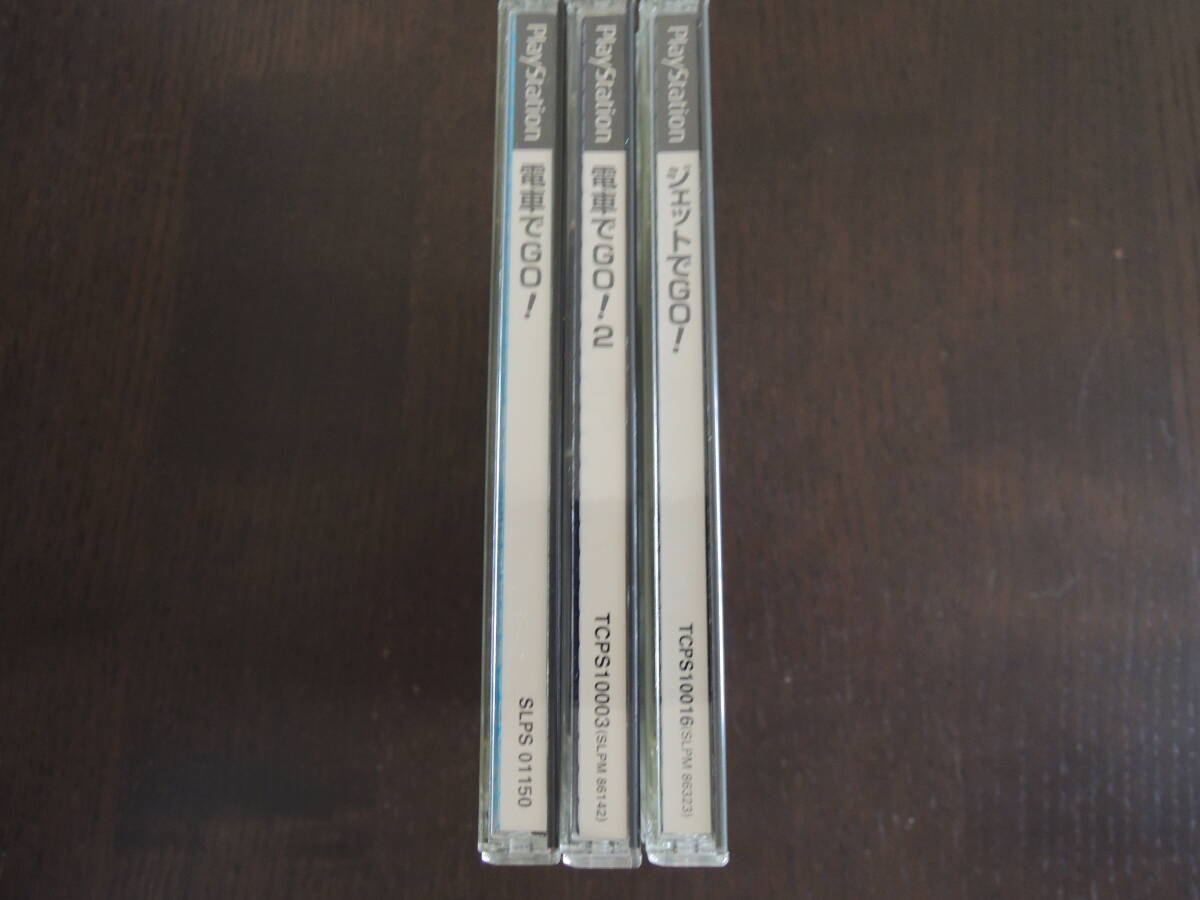 PlayStation
電車でGO!
SLPS 01150
PlayStation
電車でGO!2
TCPS10003(SLPM 86142)
PlayStation
ジェットでGO!
TCPS10016(SLPM 86323)